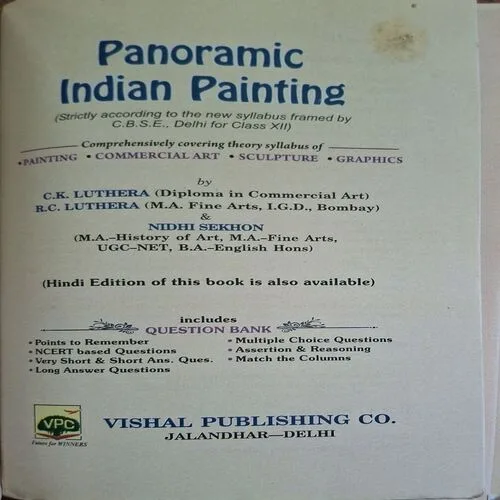 Panoramic
Indian Painting
(Strictly according to the new syllabus framed by
C.B.S.E., Delhi for Class XII)
Comprehensively covering theory syllabus of
•PAINTING •COMMERCIAL ART •SCULPTURE •GRAPHICS
by
C.K. LUTHERA (Diploma in Commercial Art)
R.C. LUTHERA (M.A. Fine Arts, I.G.D., Bombay)
&
NIDHI SEKHON
(M.A.–History of Art, M.A.–Fine Arts,
UGC–NET, B.A.–English Hons)
(Hindi Edition of this book is also available)
includes
QUESTION BANK
• Points to Remember
• NCERT based Questions
• Very Short & Short Ans. Ques.
• Long Answer Questions
• Multiple Choice Questions
• Assertion & Reasoning
• Match the Columns
VPC
Future for WINNERS
VISHAL PUBLISHING CO.
JALANDHAR—DELHI